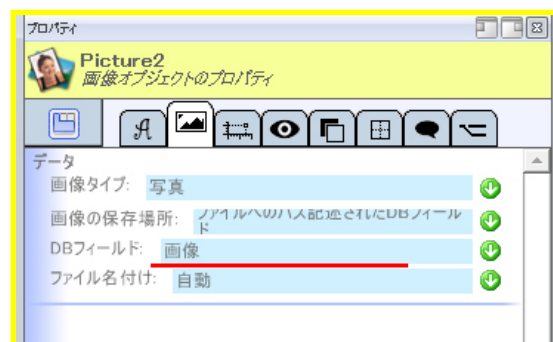 プロパティ
Picture2
画像オブジェクトのプロパティ
A
データ
画像タイプ: 写真
画像の保存場所: ファイルへのパス記述されたDBフィール
ド
DBフィールド: 画像
ファイル名付け: 自動